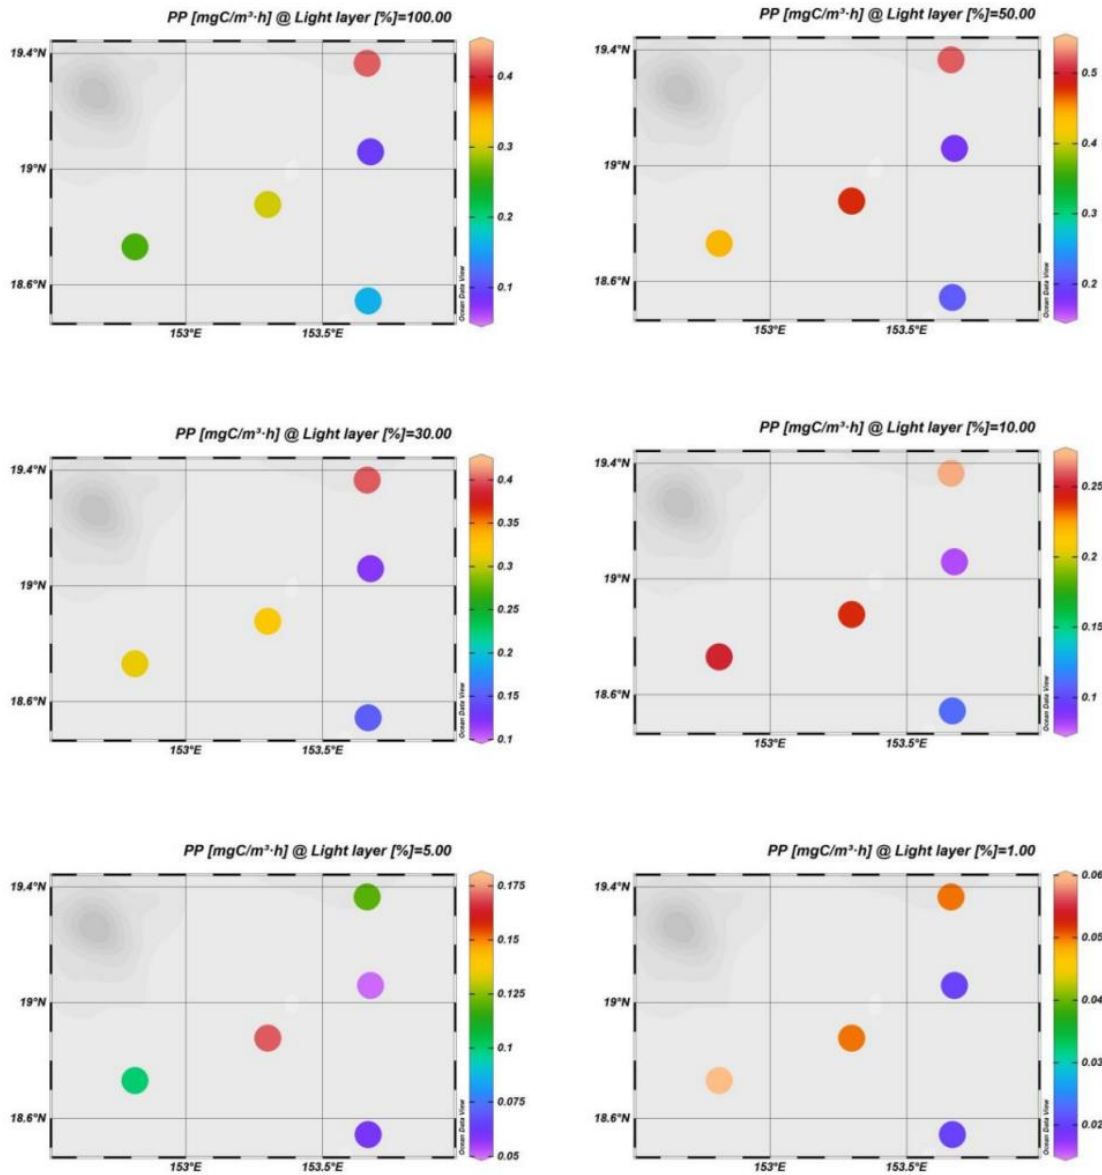 PP [mgC/m³·h] @ Light layer [%]=100.00
19.4°N
19°N
18.6°N
153°E
153.5°E
0.4
0.3
0.2
0.1
Ocean Data View
PP [mgC/m³·h] @ Light layer [%]=50.00
19.4°N
19°N
18.6°N
153°E
153.5°E
0.5
0.4
0.3
0.2
Ocean Data View
PP [mgC/m³·h] @ Light layer [%]=30.00
19.4°N
19°N
18.6°N
153°E
153.5°E
0.4
0.35
0.3
0.25
0.2
0.15
0.1
Ocean Data View
PP [mgC/m³·h] @ Light layer [%]=10.00
19.4°N
19°N
18.6°N
153°E
153.5°E
0.25
0.2
0.15
0.1
Ocean Data View
PP [mgC/m³·h] @ Light layer [%]=5.00
19.4°N
19°N
18.6°N
153°E
153.5°E
0.175
0.15
0.125
0.1
0.075
0.05
Ocean Data View
PP [mgC/m³·h] @ Light layer [%]=1.00
19.4°N
19°N
18.6°N
153°E
153.5°E
0.06
0.05
0.04
0.03
0.02
Ocean Data View